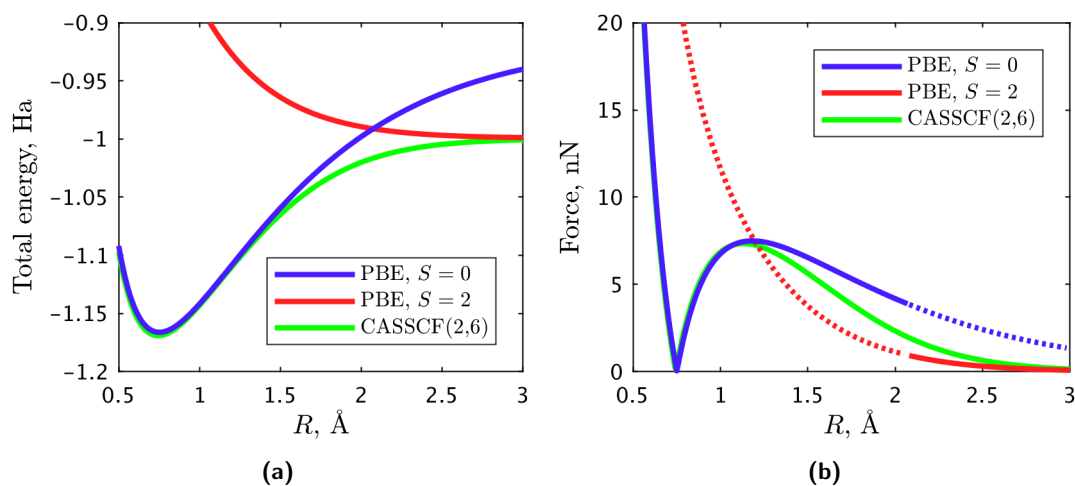 Total energy, Ha
-0.9
-0.95
-1
-1.05
-1.1
-1.15
-1.2
0.5 1 1.5 2 2.5 3
R, Å
PBE, S = 0
PBE, S = 2
CASSCF(2,6)
(a)
Force, nN
20
15
10
5
0
0.5 1 1.5 2 2.5 3
R, Å
PBE, S = 0
PBE, S = 2
CASSCF(2,6)
(b)